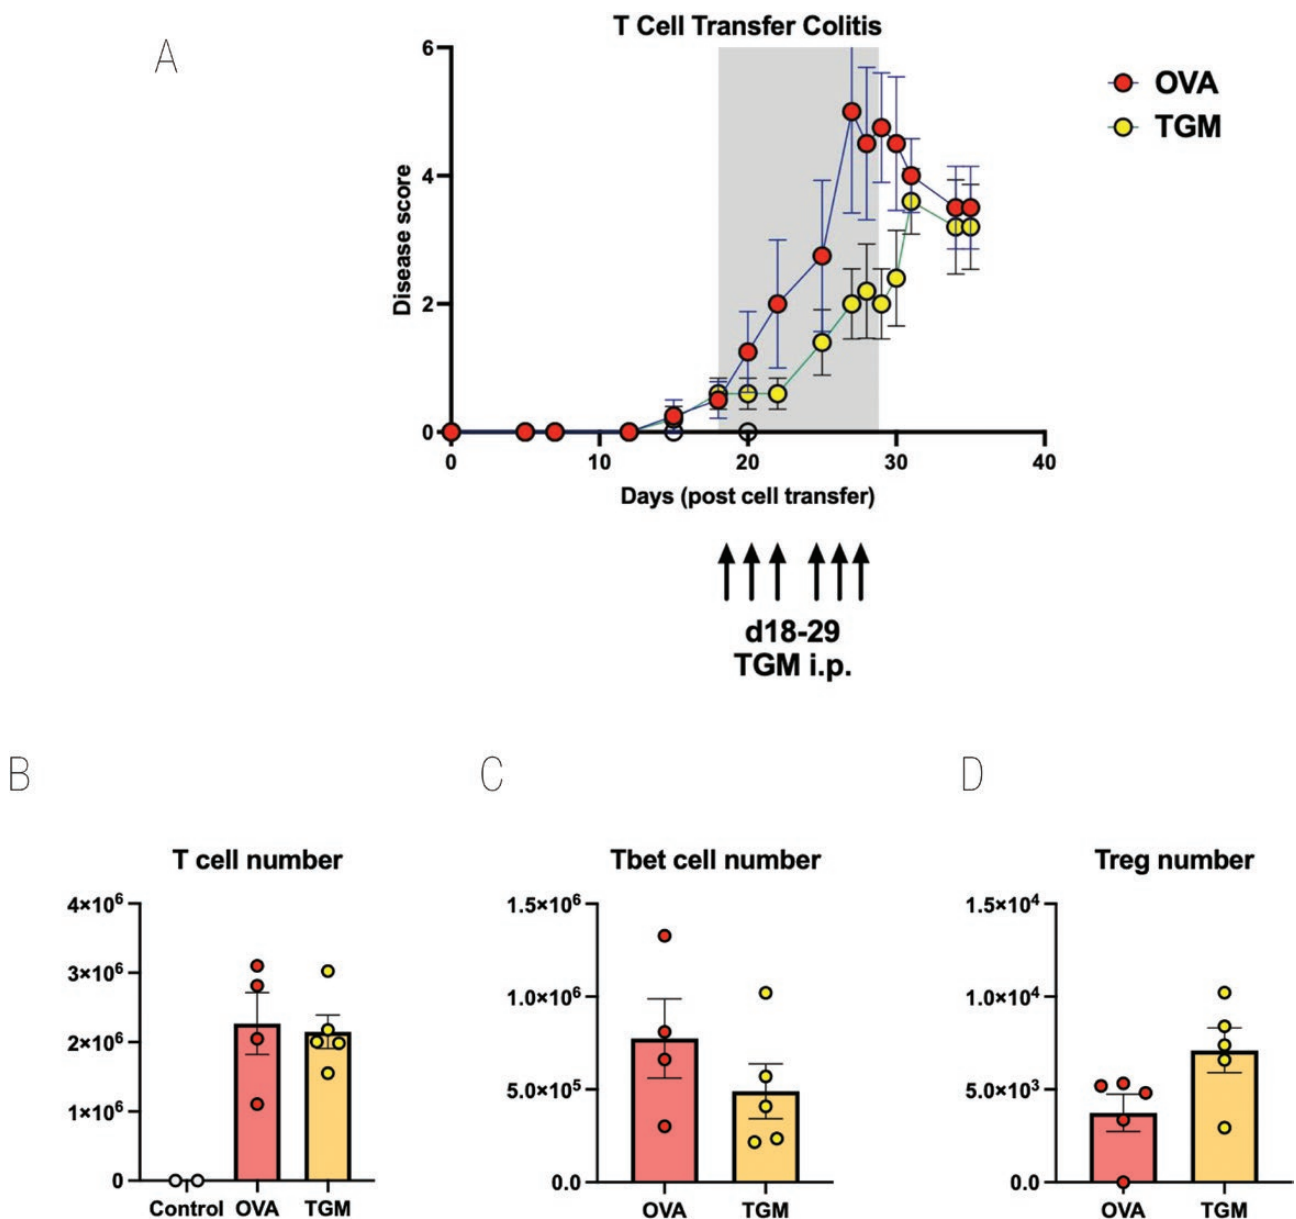 A
T Cell Transfer Colitis
OVA
TGM
Disease score
6
4
2
0
0 10 20 30 40
Days (post cell transfer)
d18-29
TGM i.p.
B
T cell number
4×10⁶
3×10⁶
2×10⁶
1×10⁶
0
Control OVA TGM
C
Tbet cell number
1.5×10⁶
1.0×10⁶
5.0×10⁵
0.0
OVA TGM
D
Treg number
1.5×10⁴
1.0×10⁴
5.0×10³
0.0
OVA TGM